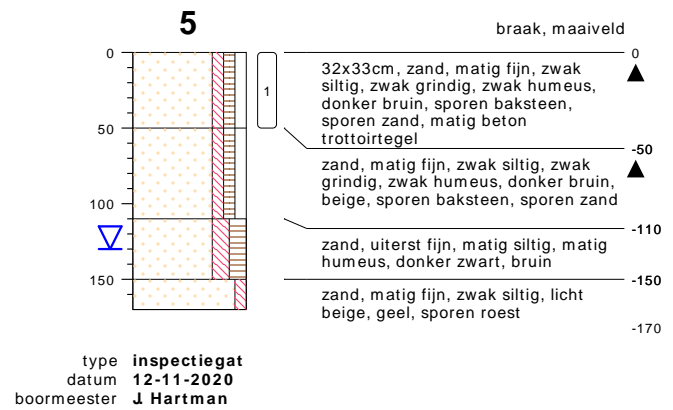 5
braak, maaiveld
0
0
32x33cm, zand, matig fijn, zwak
siltig, zwak grindig, zwak humeus,
donker bruin, sporen baksteen,
sporen zand, matig beton
trottoirtegel
1
50
-50
zand, matig fijn, zwak siltig, zwak
grindig, zwak humeus, donker bruin,
beige, sporen baksteen, sporen zand
100
-110
zand, uiterst fijn, matig siltig, matig
humeus, donker zwart, bruin
150
-150
zand, matig fijn, zwak siltig, licht
beige, geel, sporen roest
-170
type inspectiegat
datum 12-11-2020
boormeester J. Hartman